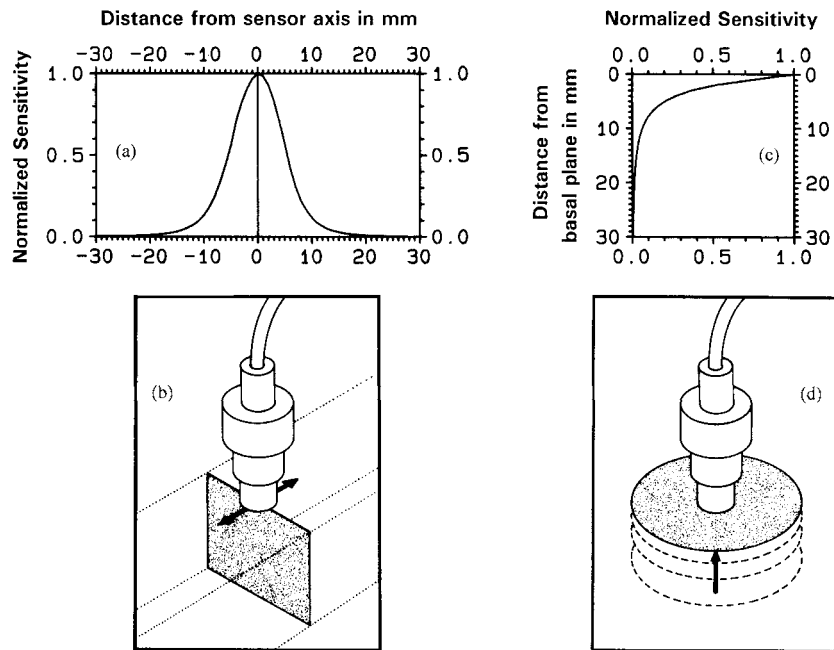 Distance from sensor axis in mm
-30 -20 -10 0 10 20 30
1.0
0.5
0.0
Normalized Sensitivity
(a)
1.0
0.5
0.0
-30 -20 -10 0 10 20 30
Normalized Sensitivity
0.0 0.5 1.0
0
10
20
30
Distance from
basal plane in mm
(c)
0
10
20
30
0.0 0.5 1.0
(b)
(d)